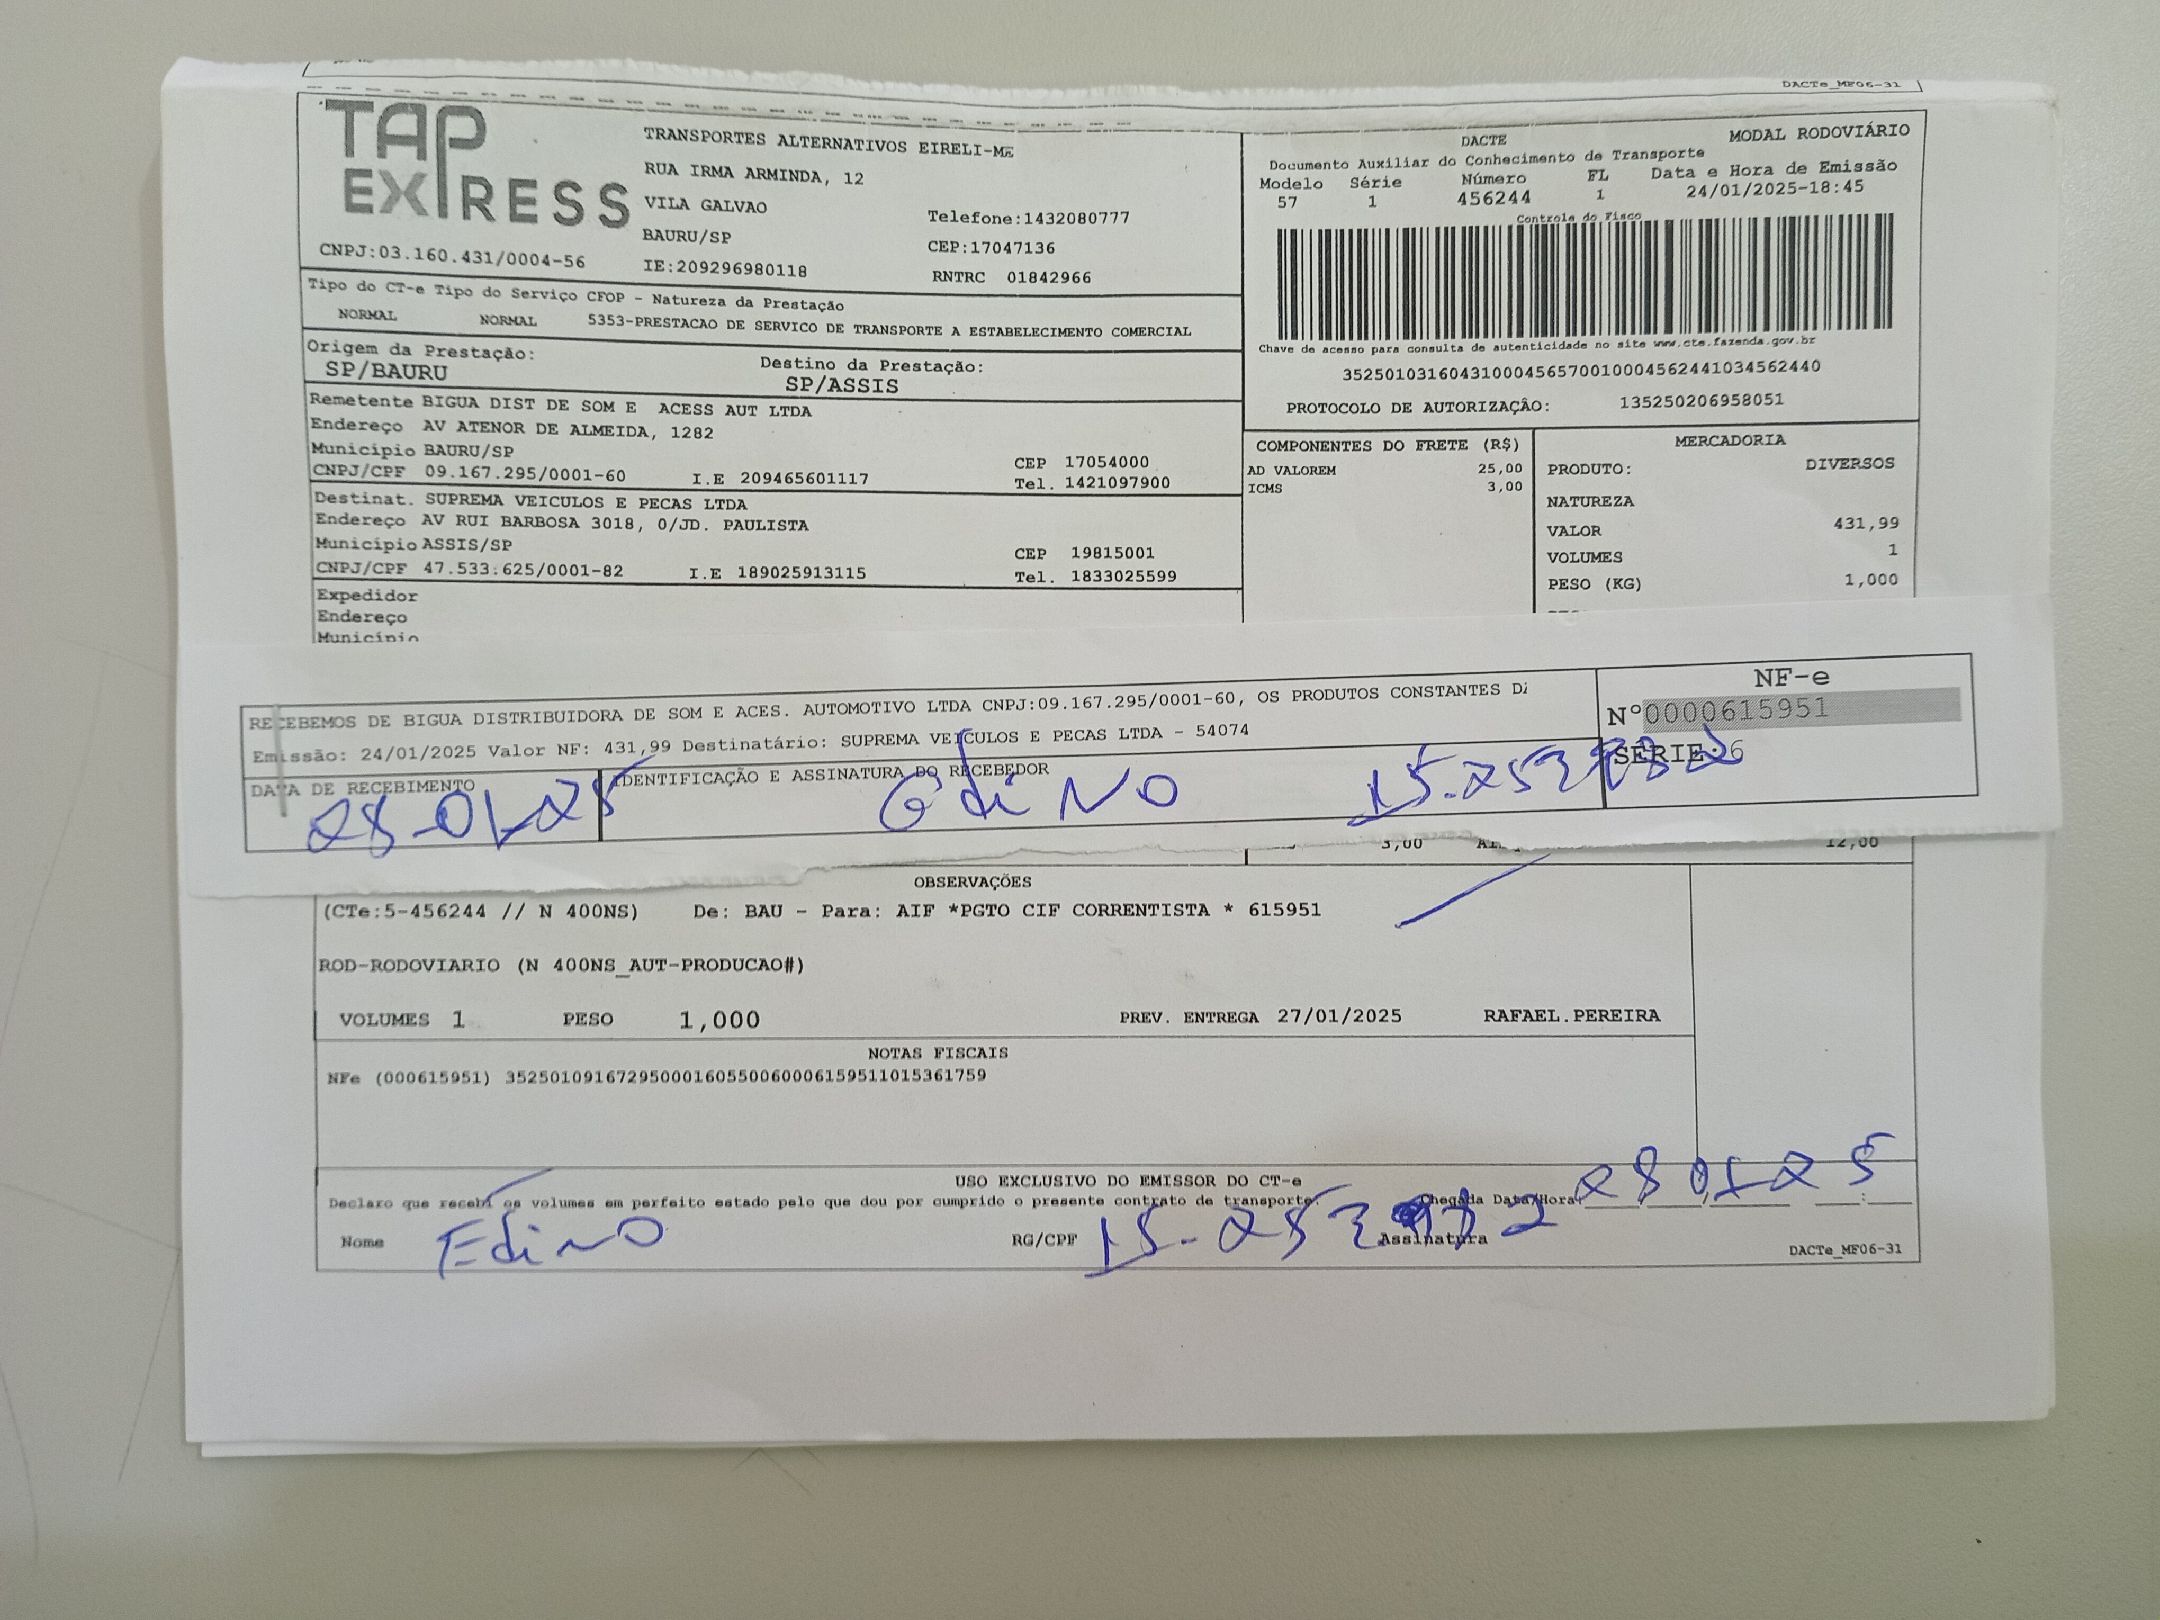 DACTe_MF06-31
TAP EXPRESS
CNPJ:03.160.431/0004-56
TRANSPORTES ALTERNATIVOS EIRELI-ME
RUA IRMA ARMINDA, 12
VILA GALVAO
BAURU/SP
IE:209296980118
Telefone:1432080777
CEP:17047136
RNTRC 01842966
DACTE
MODAL RODOVIÁRIO
Documento Auxiliar do Conhecimento de Transporte
Modelo Série Número FL Data e Hora de Emissão
57 1 456244 1 24/01/2025-18:45
Controle do Fisco
Chave de acesso para consulta de autenticidade no site www.cte.fazenda.gov.br
35250103160431000456570010004562441034562440
PROTOCOLO DE AUTORIZAÇÃO: 135250206958051
Tipo do CT-e Tipo do Serviço CFOP - Natureza da Prestação
NORMAL NORMAL 5353-PRESTACAO DE SERVICO DE TRANSPORTE A ESTABELECIMENTO COMERCIAL
Origem da Prestação: Destino da Prestação:
SP/BAURU SP/ASSIS
Remetente BIGUA DIST DE SOM E ACESS AUT LTDA
Endereço AV ATENOR DE ALMEIDA, 1282
Município BAURU/SP CEP 17054000
CNPJ/CPF 09.167.295/0001-60 I.E 209465601117 Tel. 1421097900
Destinat. SUPREMA VEICULOS E PECAS LTDA
Endereço AV RUI BARBOSA 3018, 0/JD. PAULISTA
Município ASSIS/SP CEP 19815001
CNPJ/CPF 47.533.625/0001-82 I.E 189025913115 Tel. 1833025599
Expedidor
Endereço
Município
COMPONENTES DO FRETE (R$)
AD VALOREM 25,00
ICMS 3,00
MERCADORIA
PRODUTO: DIVERSOS
NATUREZA
VALOR 431,99
VOLUMES 1
PESO (KG) 1,000
RECEBEMOS DE BIGUA DISTRIBUIDORA DE SOM E ACES. AUTOMOTIVO LTDA CNPJ:09.167.295/0001-60, OS PRODUTOS CONSTANTES
Emissão: 24/01/2025 Valor NF: 431,99 Destinatário: SUPREMA VEICULOS E PECAS LTDA - 54074
DATA DE RECEBIMENTO IDENTIFICAÇÃO E ASSINATURA DO RECEBEDOR
28-01-25 Edino
NF-e
Nº0000615951
SÉRIE 6
3,00 12,00
OBSERVAÇÕES
(CTe:5-456244 // N 400NS) De: BAU - Para: AIF *PGTO CIF CORRENTISTA * 615951
ROD-RODOVIARIO (N 400NS_AUT-PRODUCAO#)
VOLUMES 1 PESO 1,000 PREV. ENTREGA 27/01/2025 RAFAEL.PEREIRA
NOTAS FISCAIS
NFe (000615951) 35250109167295000160550060006159511015361759
USO EXCLUSIVO DO EMISSOR DO CT-e
Declaro que recebi os volumes em perfeito estado pelo que dou por cumprido o presente contrato de transporte. Chegada Data/Hora: 28 01 25
Nome Edino RG/CPF Assinatura
DACTe_MF06-31